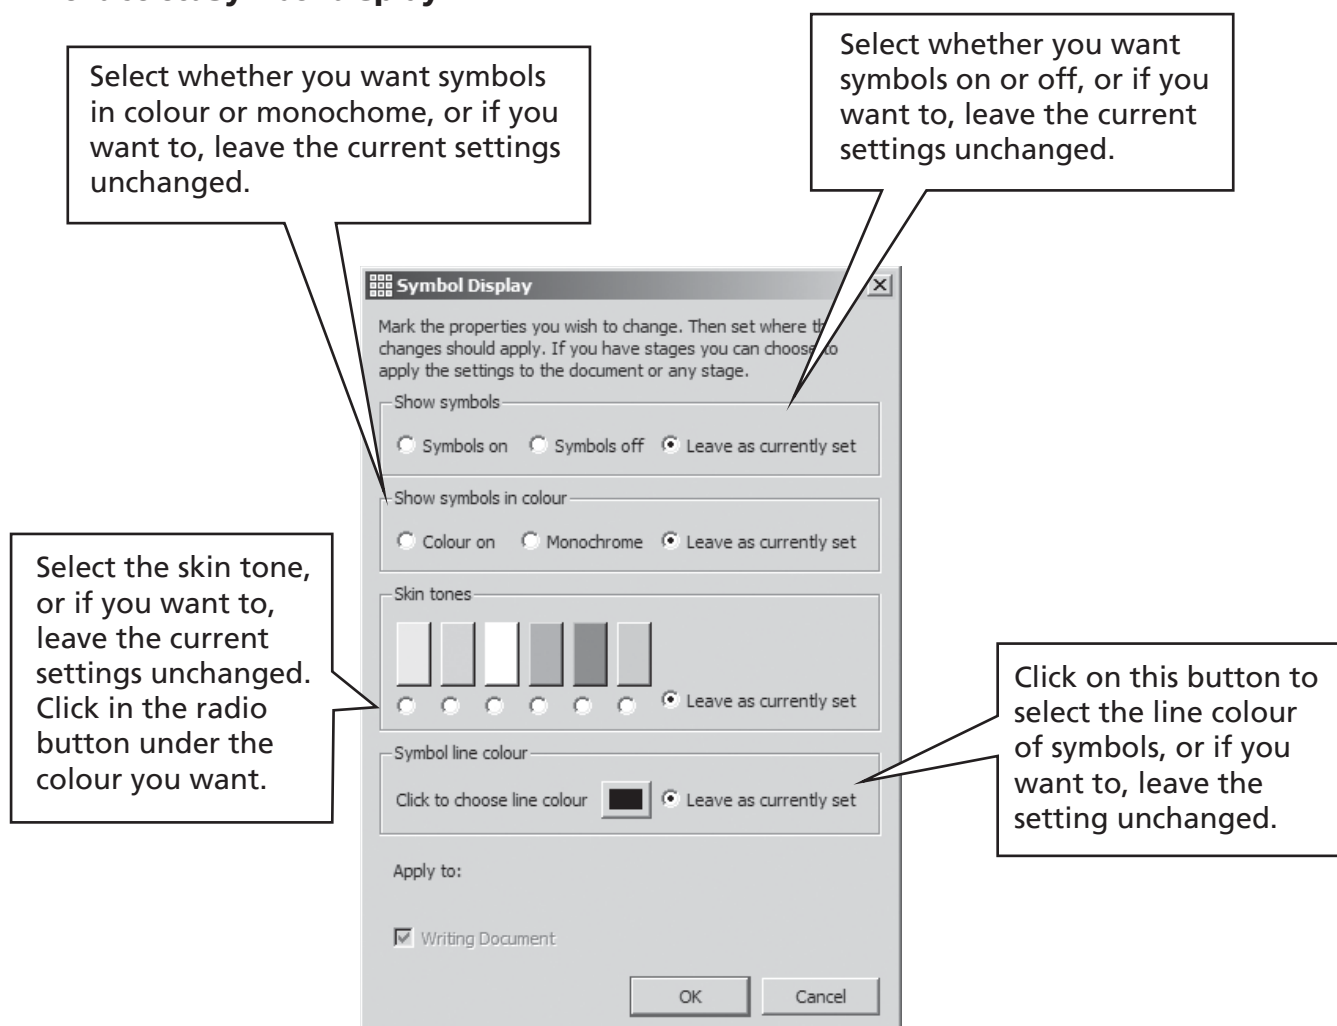 Select whether you want symbols
in colour or monochome, or if you
want to, leave the current settings
unchanged.
Select whether you want
symbols on or off, or if you
want to, leave the current
settings unchanged.
Symbol Display
Mark the properties you wish to change. Then set where
changes should apply. If you have stages you can choose to
apply the settings to the document or any stage.
Show symbols
Symbols on Symbols off Leave as currently set
Show symbols in colour
Colour on Monochrome Leave as currently set
Select the skin tone,
or if you want to,
leave the current
settings unchanged.
Click in the radio
button under the
colour you want.
Skin tones
Leave as currently set
Symbol line colour
Click to choose line colour Leave as currently set
Click on this button to
select the line colour
of symbols, or if you
want to, leave the
setting unchanged.
Apply to:
Writing Document
OK Cancel